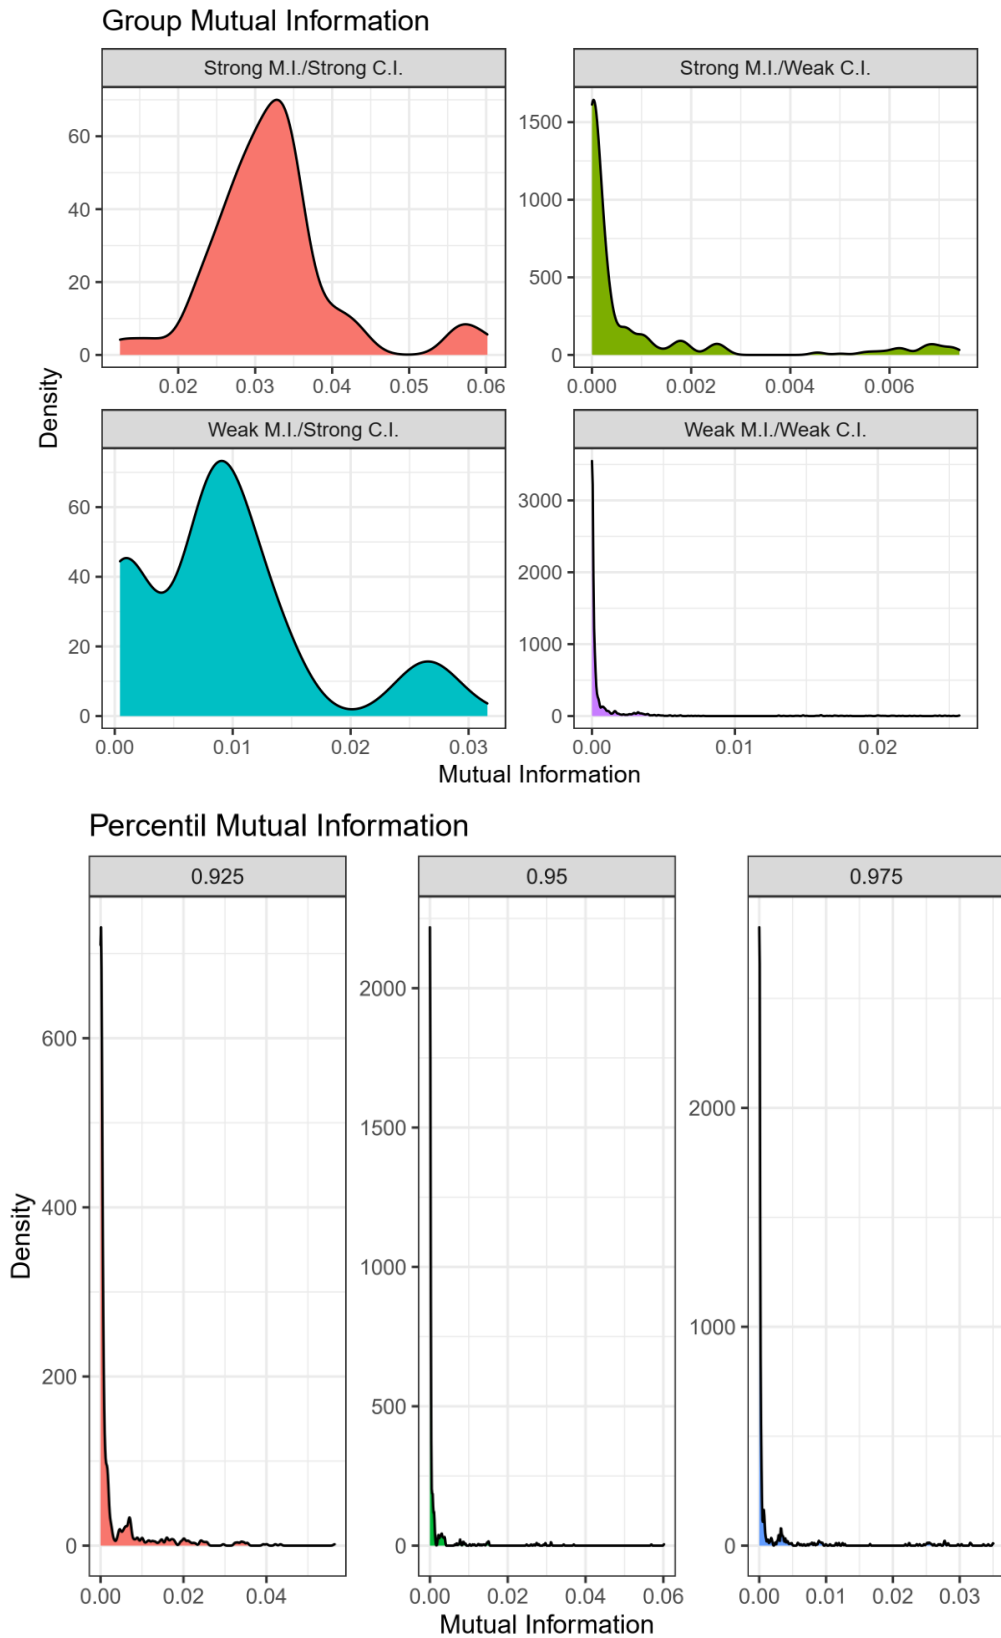 Group Mutual Information
Strong M.I./Strong C.I.
Strong M.I./Weak C.I.
60
40
20
0
0.02 0.03 0.04 0.05 0.06
1500
1000
500
0
0.000 0.002 0.004 0.006
Density
Weak M.I./Strong C.I.
Weak M.I./Weak C.I.
60
40
20
0
0.00 0.01 0.02 0.03
3000
2000
1000
0
0.00 0.01 0.02
Mutual Information
Percentil Mutual Information
0.925
0.95
0.975
600
400
200
0
0.00 0.02 0.04
2000
1500
1000
500
0
0.00 0.02 0.04 0.06
2000
1000
0
0.00 0.01 0.02 0.03
Density
Mutual Information